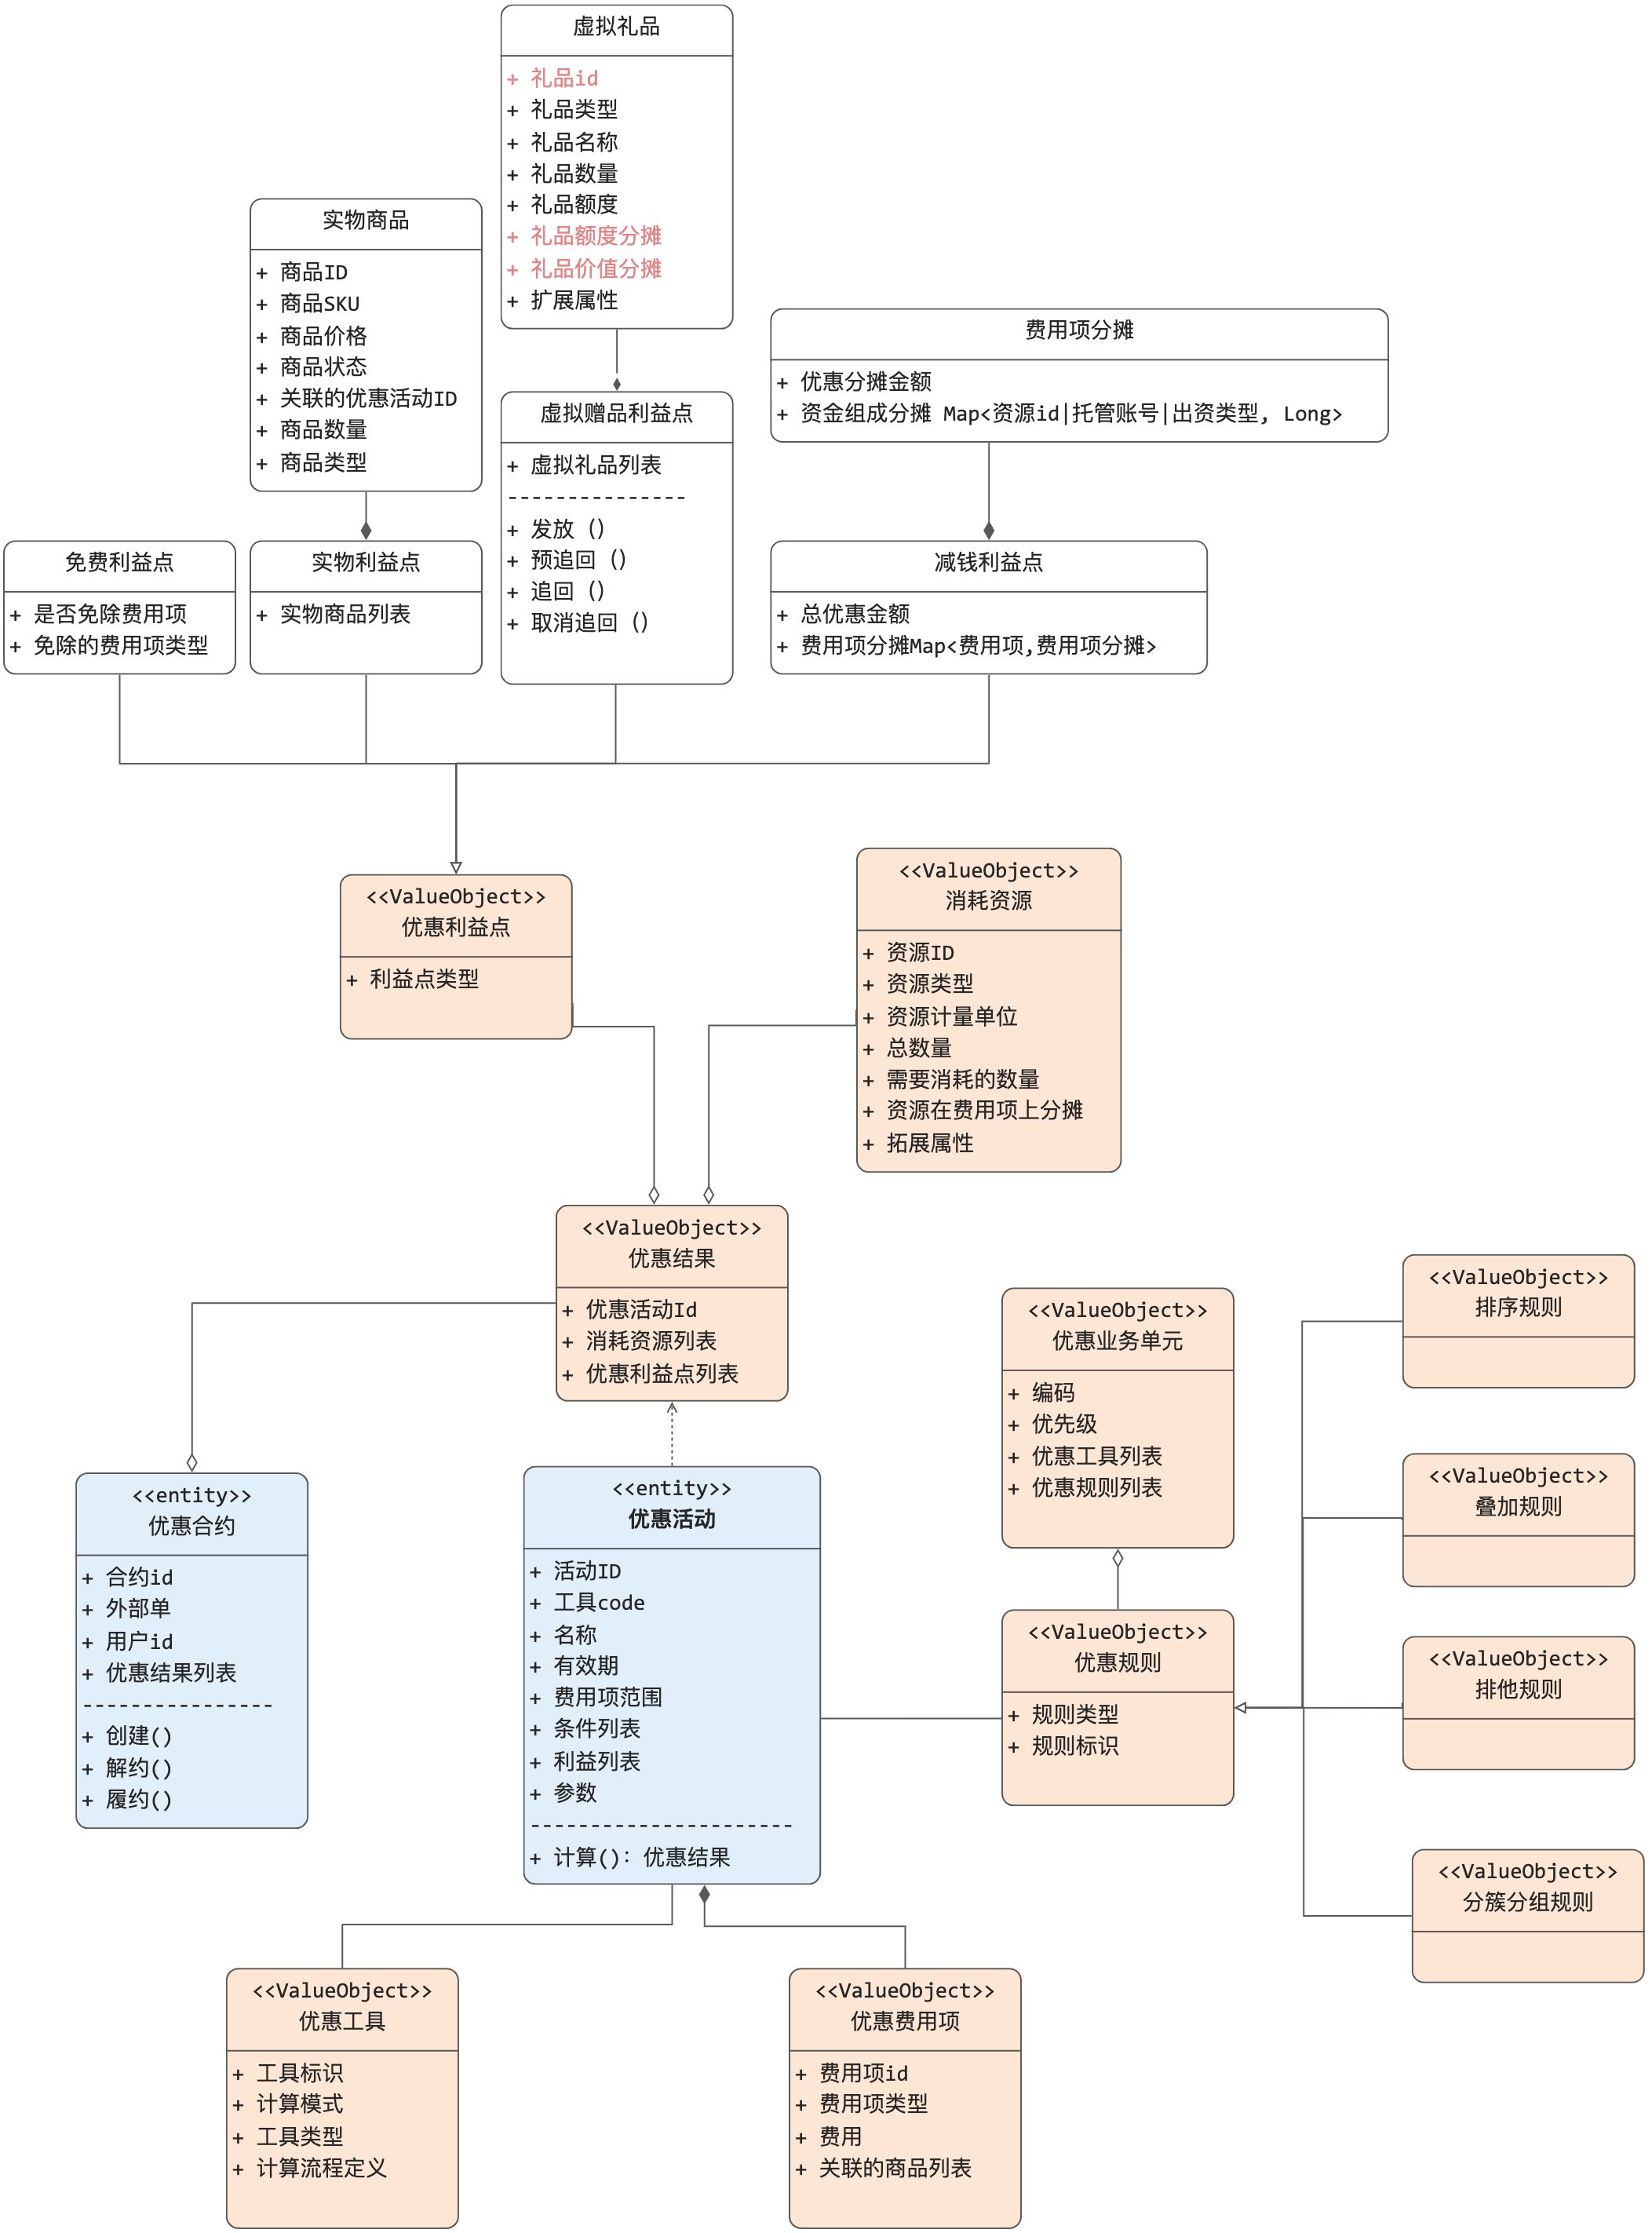 虚拟礼品
+ 礼品id
+ 礼品类型
+ 礼品名称
+ 礼品数量
+ 礼品额度
+ 礼品额度分摊
+ 礼品价值分摊
+ 扩展属性
实物商品
+ 商品ID
+ 商品SKU
+ 商品价格
+ 商品状态
+ 关联的优惠活动ID
+ 商品数量
+ 商品类型
费用项分摊
+ 优惠分摊金额
+ 资金组成分摊 Map<资源id|托管账号|出资类型, Long>
免费利益点
+ 是否免除费用项
+ 免除的费用项类型
实物利益点
+ 实物商品列表
虚拟赠品利益点
+ 虚拟礼品列表
---------------
+ 发放 ()
+ 预追回 ()
+ 追回 ()
+ 取消追回 ()
减钱利益点
+ 总优惠金额
+ 费用项分摊Map<费用项,费用项分摊>
<<ValueObject>>
优惠利益点
+ 利益点类型
<<ValueObject>>
消耗资源
+ 资源ID
+ 资源类型
+ 资源计量单位
+ 总数量
+ 需要消耗的数量
+ 资源在费用项上分摊
+ 拓展属性
<<ValueObject>>
优惠结果
+ 优惠活动Id
+ 消耗资源列表
+ 优惠利益点列表
<<ValueObject>>
优惠业务单元
+ 编码
+ 优先级
+ 优惠工具列表
+ 优惠规则列表
<<ValueObject>>
排序规则
<<ValueObject>>
叠加规则
<<entity>>
优惠合约
+ 合约id
+ 外部单
+ 用户id
+ 优惠结果列表
----------------
+ 创建()
+ 解约()
+ 履约()
<<entity>>
优惠活动
+ 活动ID
+ 工具code
+ 名称
+ 有效期
+ 费用项范围
+ 条件列表
+ 利益列表
+ 参数
----------------------
+ 计算(): 优惠结果
<<ValueObject>>
优惠规则
+ 规则类型
+ 规则标识
<<ValueObject>>
排他规则
<<ValueObject>>
分簇分组规则
<<ValueObject>>
优惠工具
+ 工具标识
+ 计算模式
+ 工具类型
+ 计算流程定义
<<ValueObject>>
优惠费用项
+ 费用项id
+ 费用项类型
+ 费用
+ 关联的商品列表